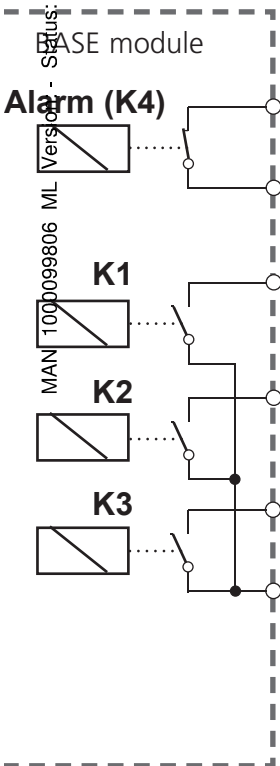 BASE module
Alarm (K4)
K1
K2
K3
MAN 1000099806 ML Version - Status: